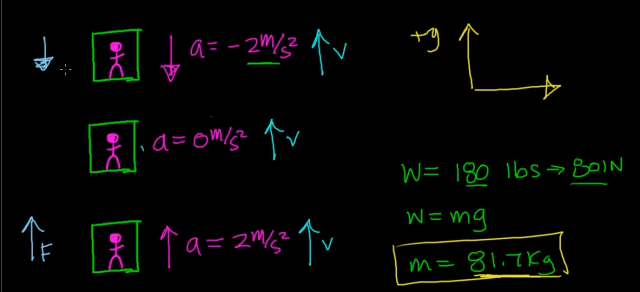 a = -2m/s² V
+y
a = 0m/s² V
W = 180 lbs → 801N
W = mg
F a = 2m/s² V
m = 81.7Kg